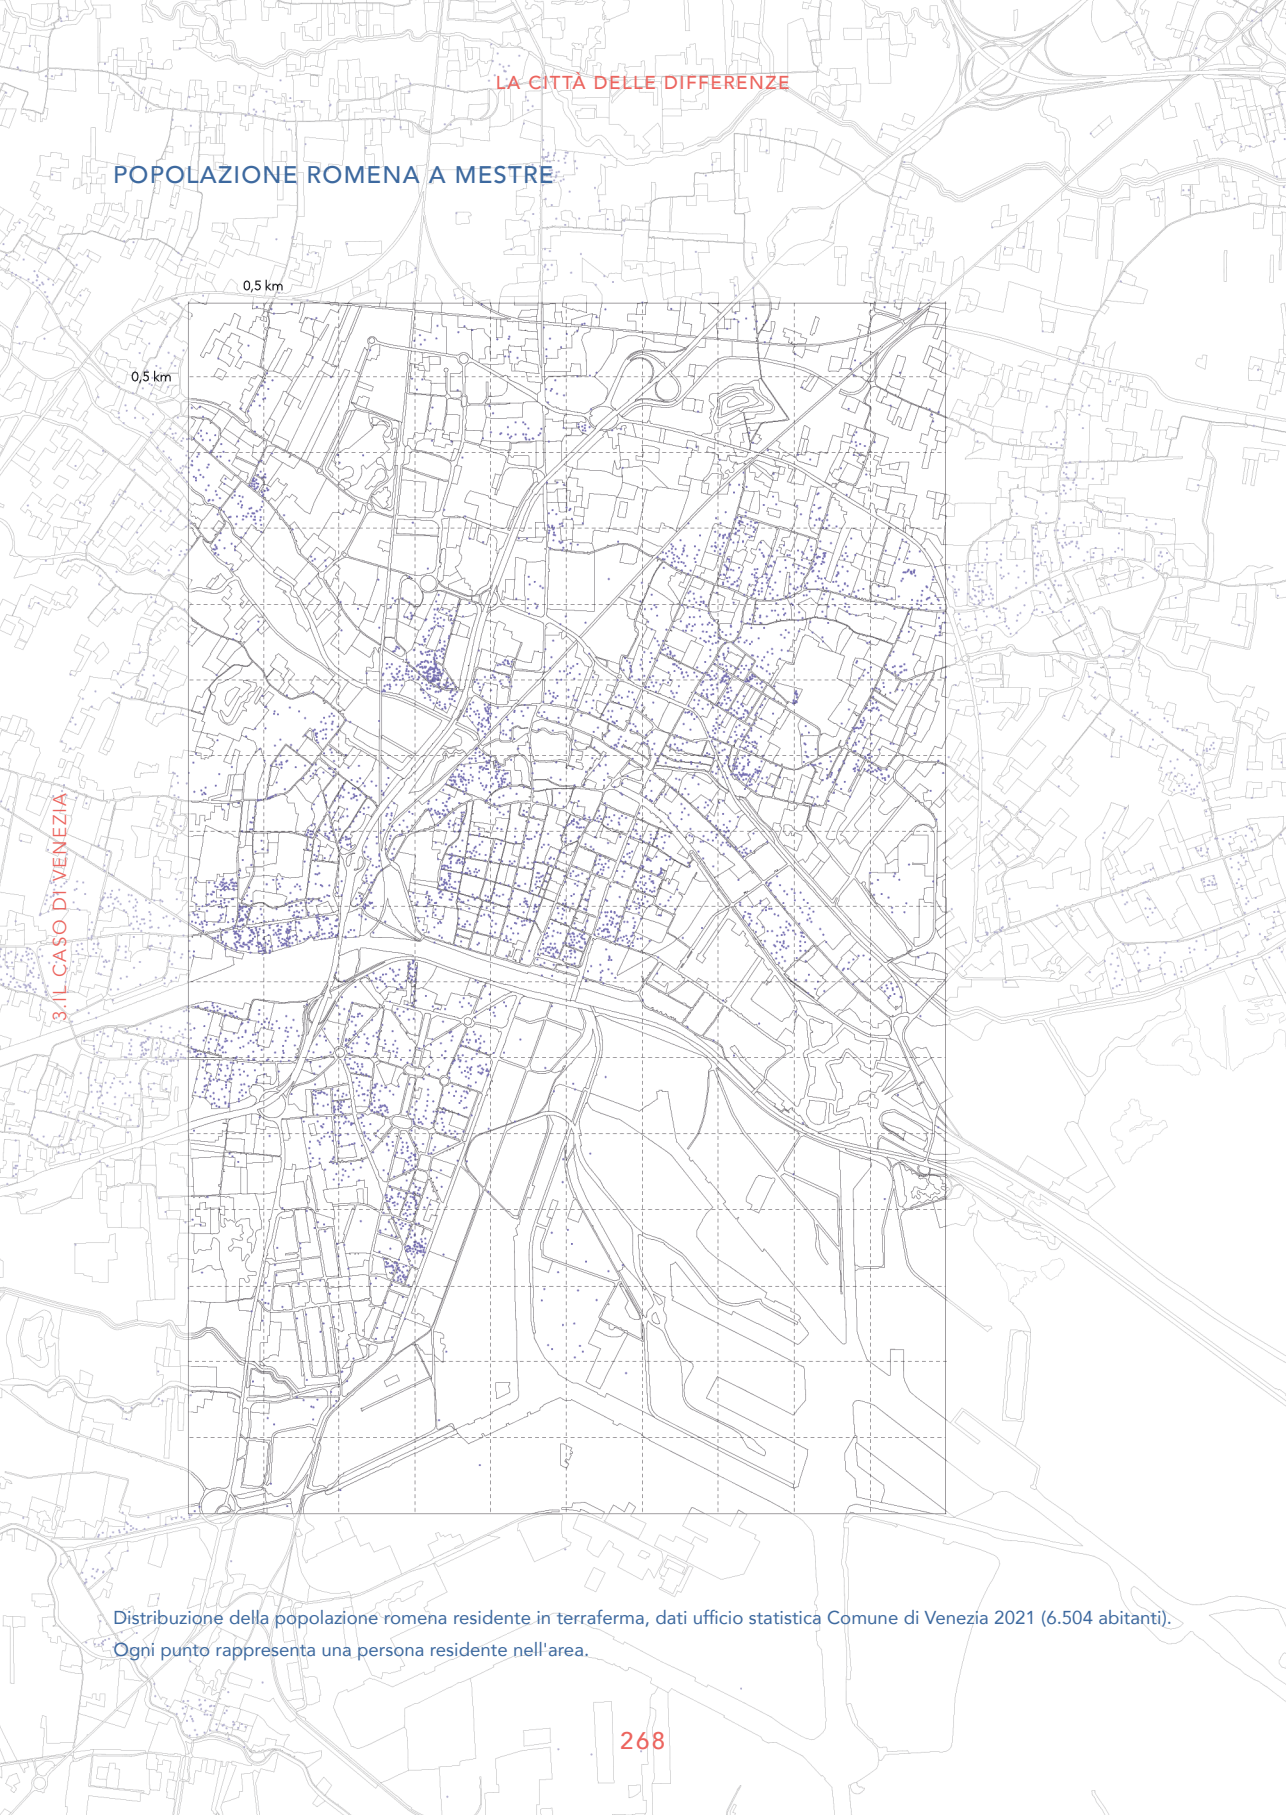 LA CITTÀ DELLE DIFFERENZE
POPOLAZIONE ROMENA A MESTRE
0,5 km
0,5 km
3.IL CASO DI VENEZIA
Distribuzione della popolazione romena residente in terraferma, dati ufficio statistica Comune di Venezia 2021 (6.504 abitanti).
Ogni punto rappresenta una persona residente nell'area.
268